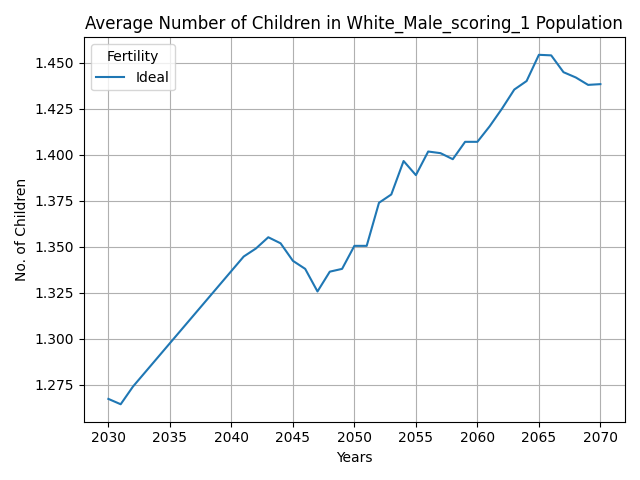 Average Number of Children in White_Male_scoring_1 Population
Fertility
Ideal
1.450
1.425
1.400
1.375
1.350
1.325
1.300
1.275
No. of Children
2030 2035 2040 2045 2050 2055 2060 2065 2070
Years